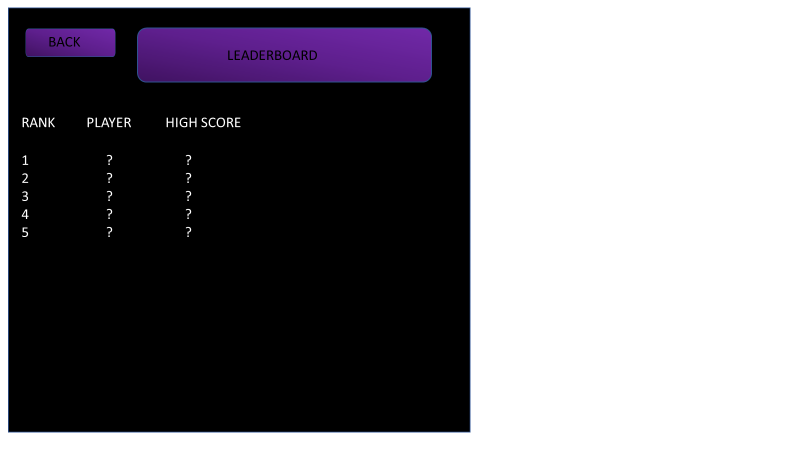 BACK
LEADERBOARD
RANK PLAYER HIGH SCORE
1 ? ?
2 ? ?
3 ? ?
4 ? ?
5 ? ?